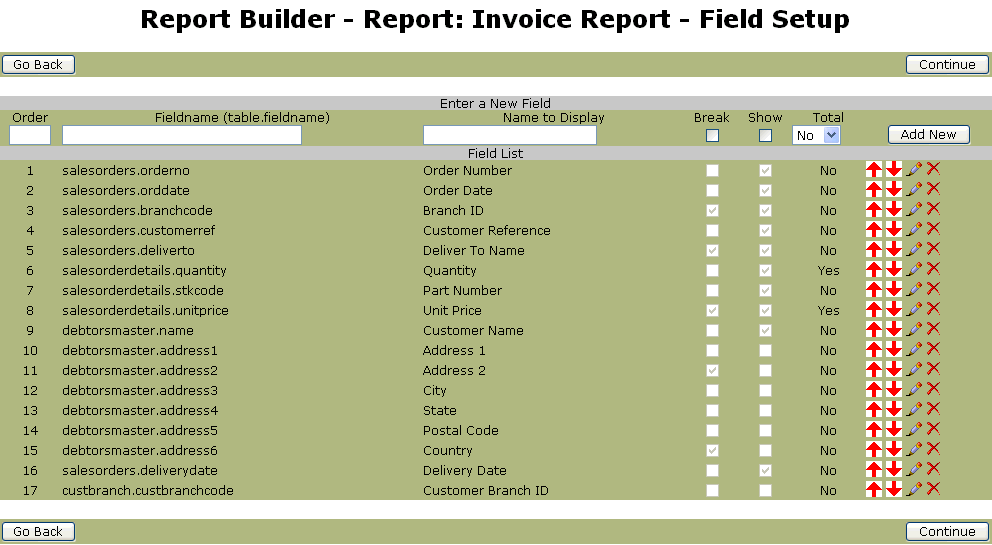 Report Builder - Report: Invoice Report - Field Setup
Go Back Continue
Enter a New Field
Order Fieldname (table.fieldname) Name to Display Break Show Total
No Add New
Field List
1 salesorders.orderno Order Number No
2 salesorders.orddate Order Date No
3 salesorders.branchcode Branch ID No
4 salesorders.customerref Customer Reference No
5 salesorders.deliverto Deliver To Name No
6 salesorderdetails.quantity Quantity Yes
7 salesorderdetails.stkcode Part Number No
8 salesorderdetails.unitprice Unit Price Yes
9 debtorsmaster.name Customer Name No
10 debtorsmaster.address1 Address 1 No
11 debtorsmaster.address2 Address 2 No
12 debtorsmaster.address3 City No
13 debtorsmaster.address4 State No
14 debtorsmaster.address5 Postal Code No
15 debtorsmaster.address6 Country No
16 salesorders.deliverydate Delivery Date No
17 custbranch.custbranchcode Customer Branch ID No
Go Back Continue